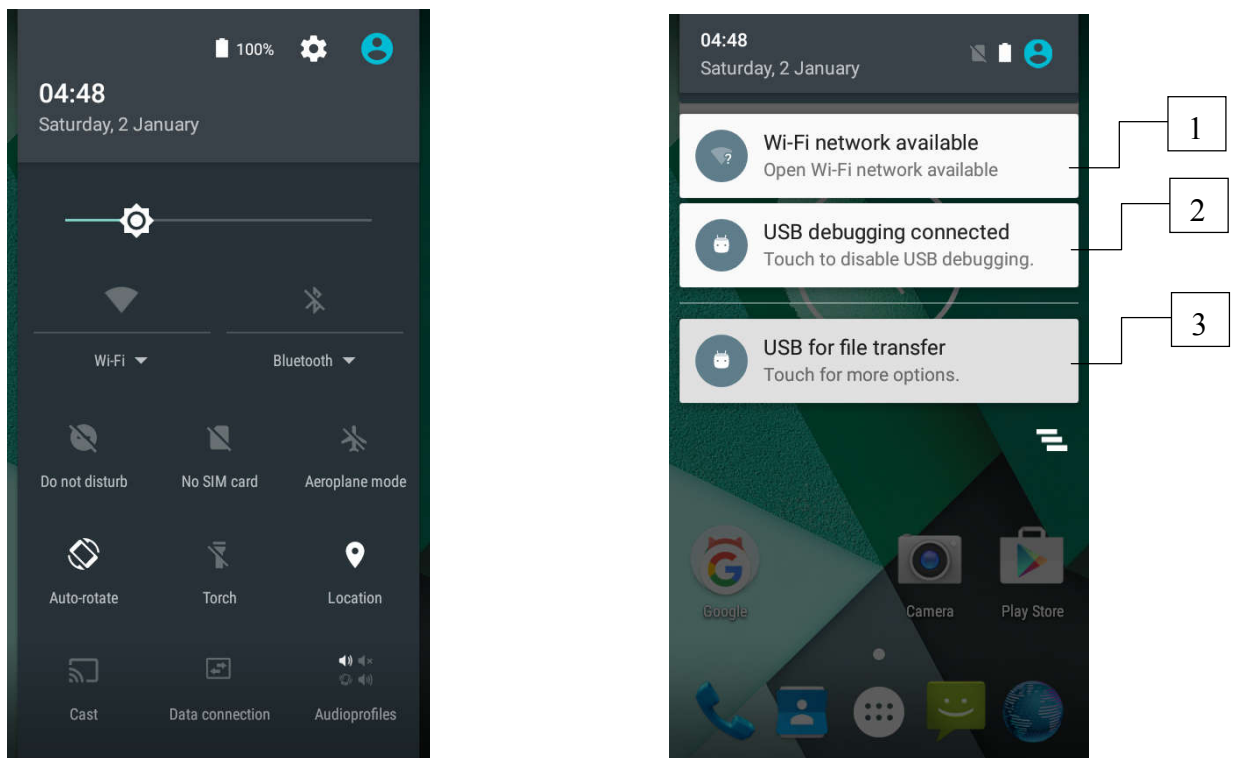 100%
04:48
Saturday, 2 January
Wi-Fi
Bluetooth
Do not disturb
No SIM card
Aeroplane mode
Auto-rotate
Torch
Location
Cast
Data connection
Audioprofiles
04:48
Saturday, 2 January
Wi-Fi network available
Open Wi-Fi network available
1
USB debugging connected
Touch to disable USB debugging.
2
USB for file transfer
Touch for more options.
3
Google
Camera
Play Store